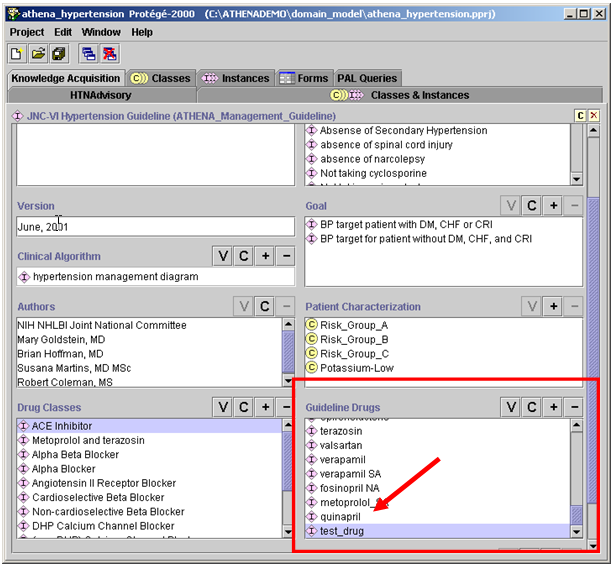 athena_hypertension Protégé-2000 (C:\ATHENADEMO\domain_model\athena_hypertension.pprj)
Project Edit Window Help
Knowledge Acquisition Classes Instances Forms PAL Queries
HTNAdvisory Classes & Instances
JNC-VI Hypertension Guideline (ATHENA_Management_Guideline) C
Absense of Secondary Hypertension
absence of spinal cord injury
absence of narcolepsy
Not taking cyclosporine
Version
June, 2001
Goal V C + −
BP target patient with DM, CHF or CRI
BP target for patient without DM, CHF, and CRI
Clinical Algorithm V C + −
hypertension management diagram
Authors V C −
NIH NHLBI Joint National Committee
Mary Goldstein, MD
Brian Hoffman, MD
Susana Martins, MD MSc
Robert Coleman, MS
Patient Characterization V + −
Risk_Group_A
Risk_Group_B
Risk_Group_C
Potassium-Low
Drug Classes V C + −
ACE Inhibitor
Metoprolol and terazosin
Alpha Beta Blocker
Alpha Blocker
Angiotensin II Receptor Blocker
Cardioselective Beta Blocker
Non-cardioselective Beta Blocker
DHP Calcium Channel Blocker
Guideline Drugs V C + −
terazosin
valsartan
verapamil
verapamil SA
fosinopril NA
quinapril
test_drug